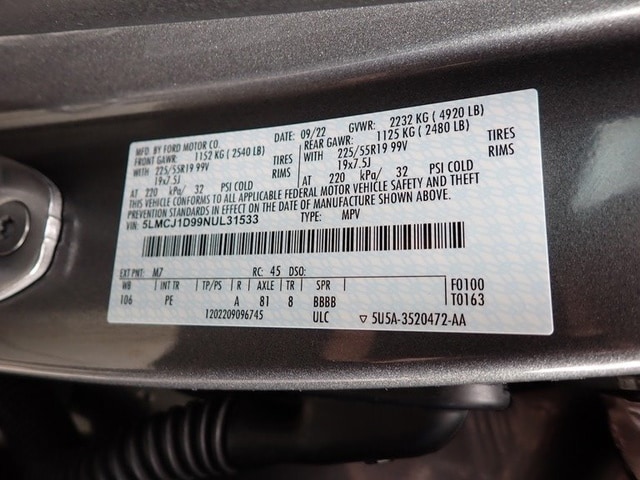 MFD. BY FORD MOTOR CO.
DATE: 09/22 GVWR: 2232 KG ( 4920 LB)
FRONT GAWR: 1152 KG ( 2540 LB) REAR GAWR: 1125 KG ( 2480 LB)
WITH 225/55R19 99V TIRES WITH 225/55R19 99V TIRES
19x7.5J RIMS 19x7.5J RIMS
AT 220 kPa/ 32 PSI COLD AT 220 kPa/ 32 PSI COLD
THIS VEHICLE CONFORMS TO ALL APPLICABLE FEDERAL MOTOR VEHICLE SAFETY AND THEFT
PREVENTION STANDARDS IN EFFECT ON THE DATE OF MANUFACTURE SHOWN ABOVE.
VIN: 5LMCJ1D99NUL31533 TYPE: MPV
EXT PNT: M7 RC: 45 DSO:
WB INT TR TP/PS R AXLE TR SPR F0100
106 PE A 81 8 BBBB T0163
1202209096745 ULC ▽ 5U5A-3520472-AA